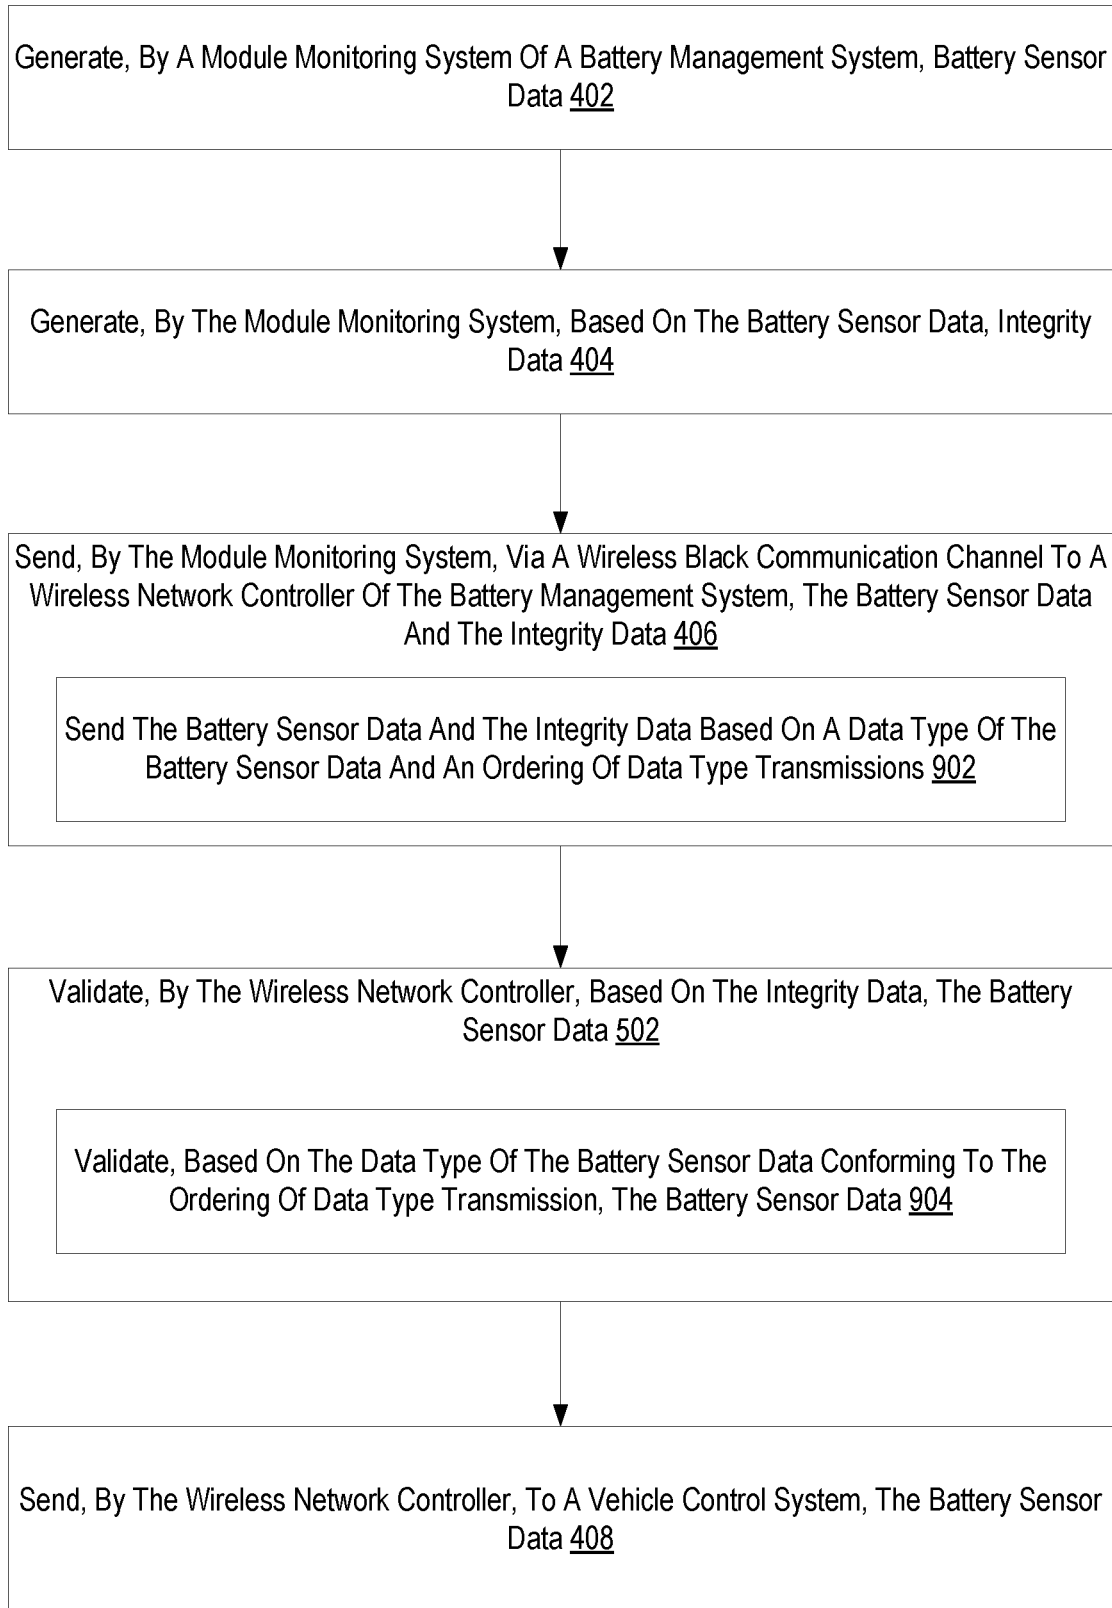 Generate, By A Module Monitoring System Of A Battery Management System, Battery Sensor
Data 402
Generate, By The Module Monitoring System, Based On The Battery Sensor Data, Integrity
Data 404
Send, By The Module Monitoring System, Via A Wireless Black Communication Channel To A
Wireless Network Controller Of The Battery Management System, The Battery Sensor Data
And The Integrity Data 406
Send The Battery Sensor Data And The Integrity Data Based On A Data Type Of The
Battery Sensor Data And An Ordering Of Data Type Transmissions 902
Validate, By The Wireless Network Controller, Based On The Integrity Data, The Battery
Sensor Data 502
Validate, Based On The Data Type Of The Battery Sensor Data Conforming To The
Ordering Of Data Type Transmission, The Battery Sensor Data 904
Send, By The Wireless Network Controller, To A Vehicle Control System, The Battery Sensor
Data 408